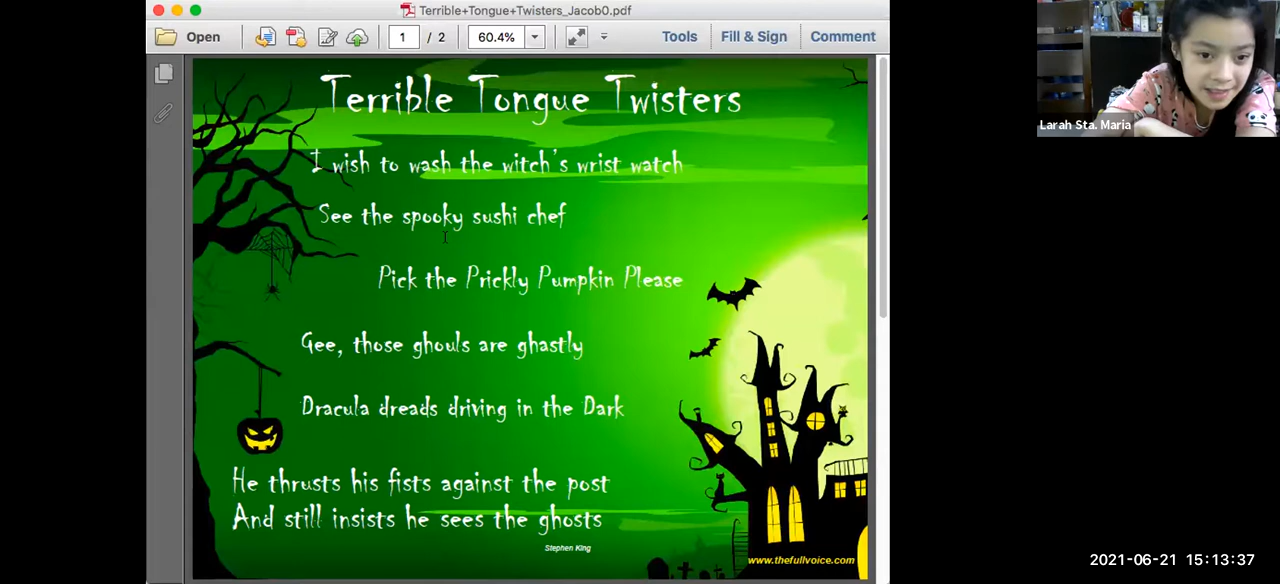 Terrible+Tongue+Twisters_Jacob0.pdf
Open
1 / 2
60.4%
Tools
Fill & Sign
Comment
Terrible Tongue Twisters
I wish to wash the witch's wrist watch
See the spooky sushi chef
Pick the Prickly Pumpkin Please
Gee, those ghouls are ghastly
Dracula dreads driving in the Dark
He thrusts his fists against the post
And still insists he sees the ghosts
Stephen King
www.thefullvoice.com
Larah Sta. Maria
2021-06-21 15:13:37